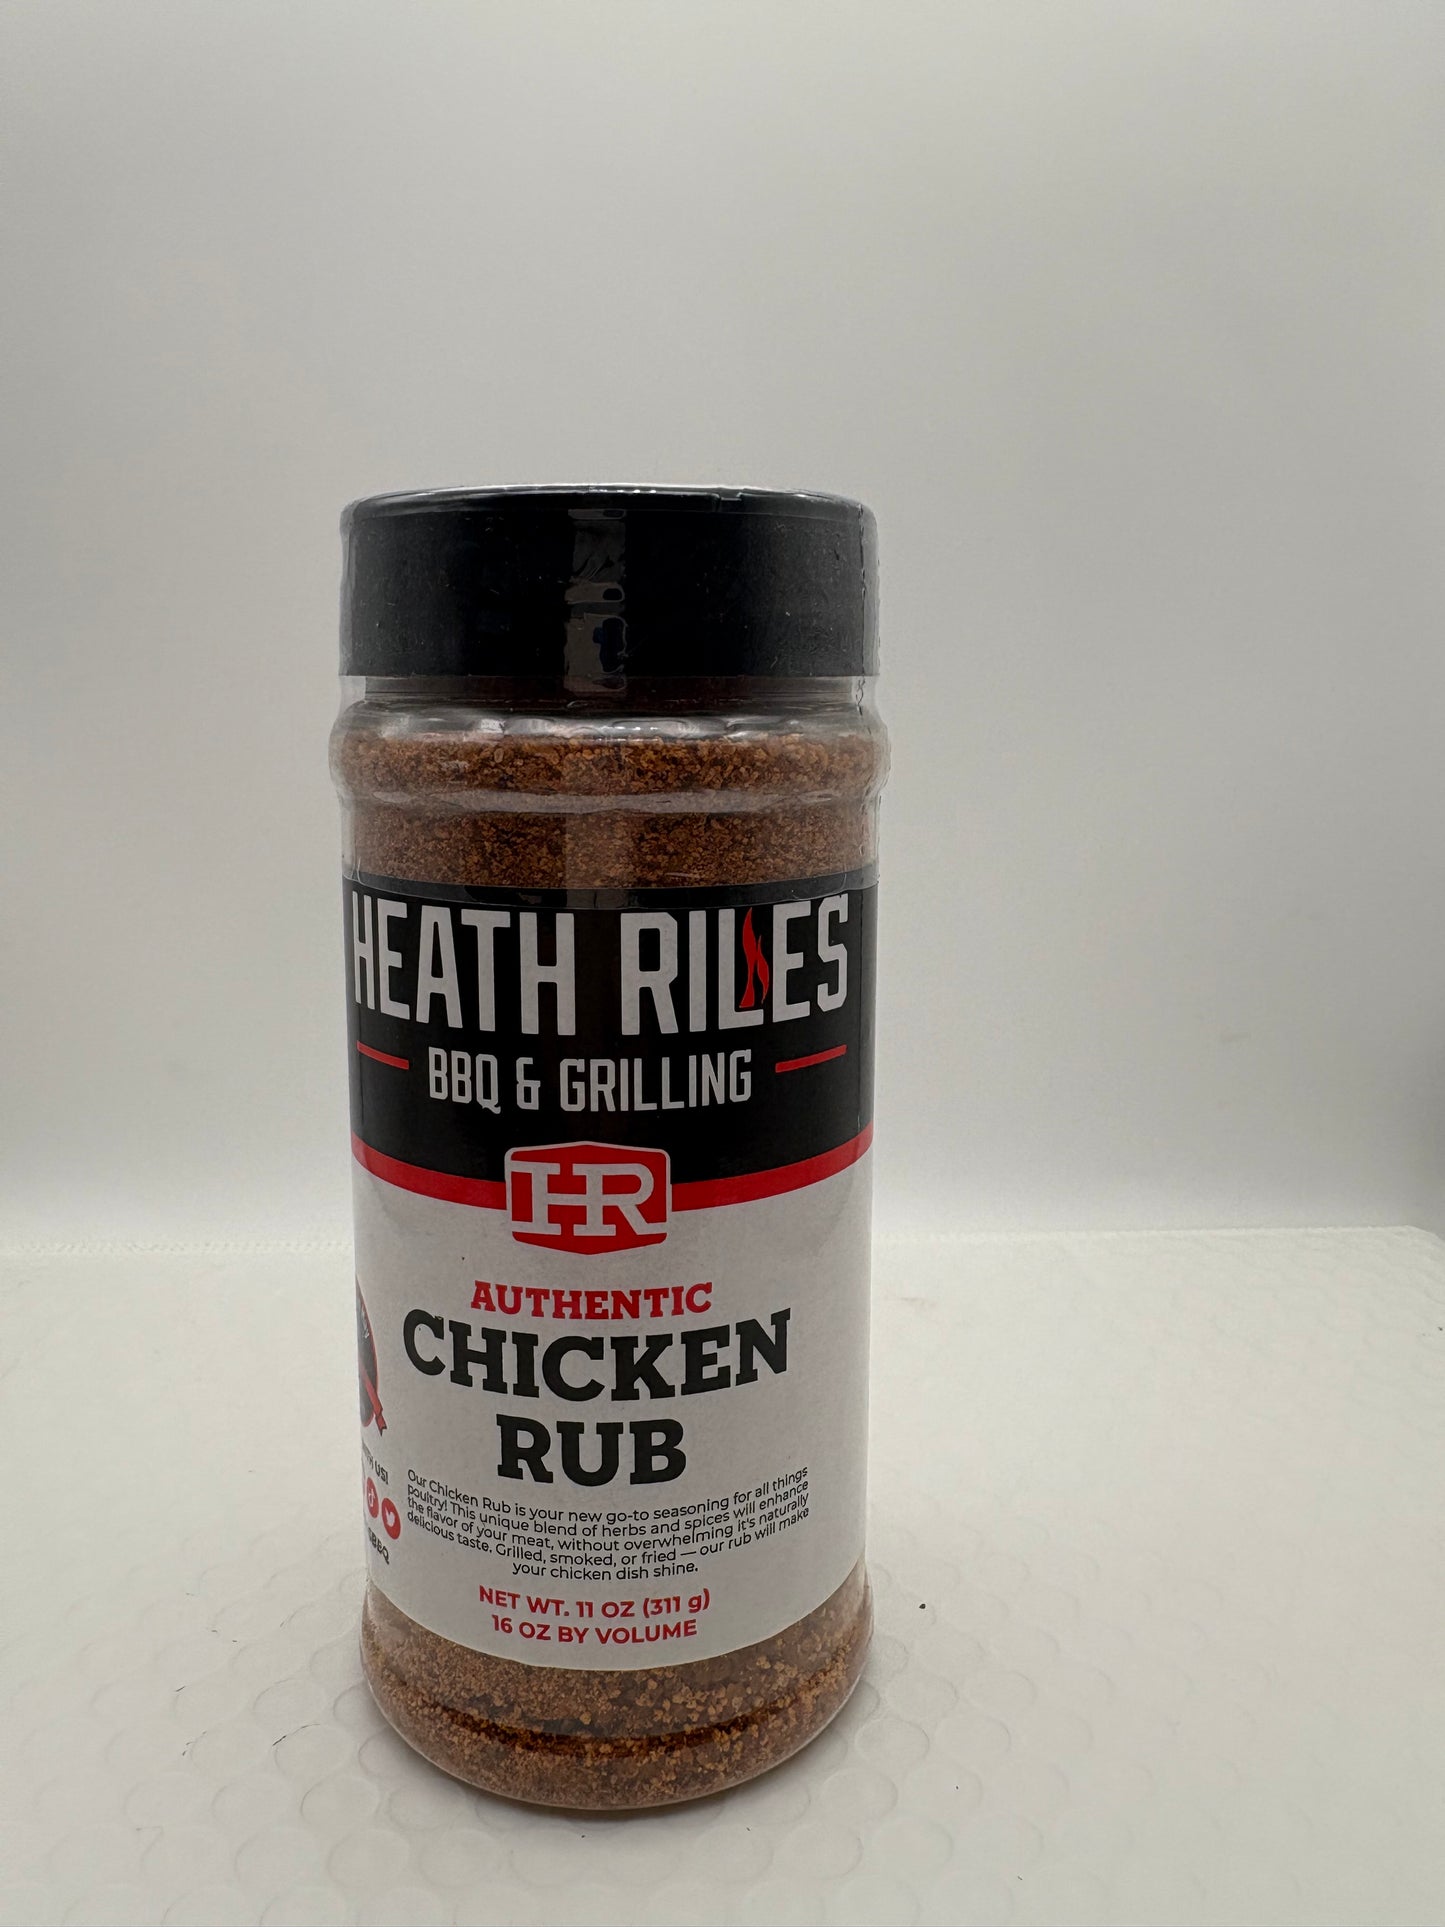 HEATH RILES
BBQ & GRILLING
HR
AUTHENTIC
CHICKEN
RUB
Our Chicken Rub is your new go-to seasoning for all things
poultry! This unique blend of herbs and spices will enhance
the flavor of your meat, without overwhelming it's naturally
delicious taste. Grilled, smoked, or fried — our rub will make
your chicken dish shine.
NET WT. 11 OZ (311 g)
16 OZ BY VOLUME
US!